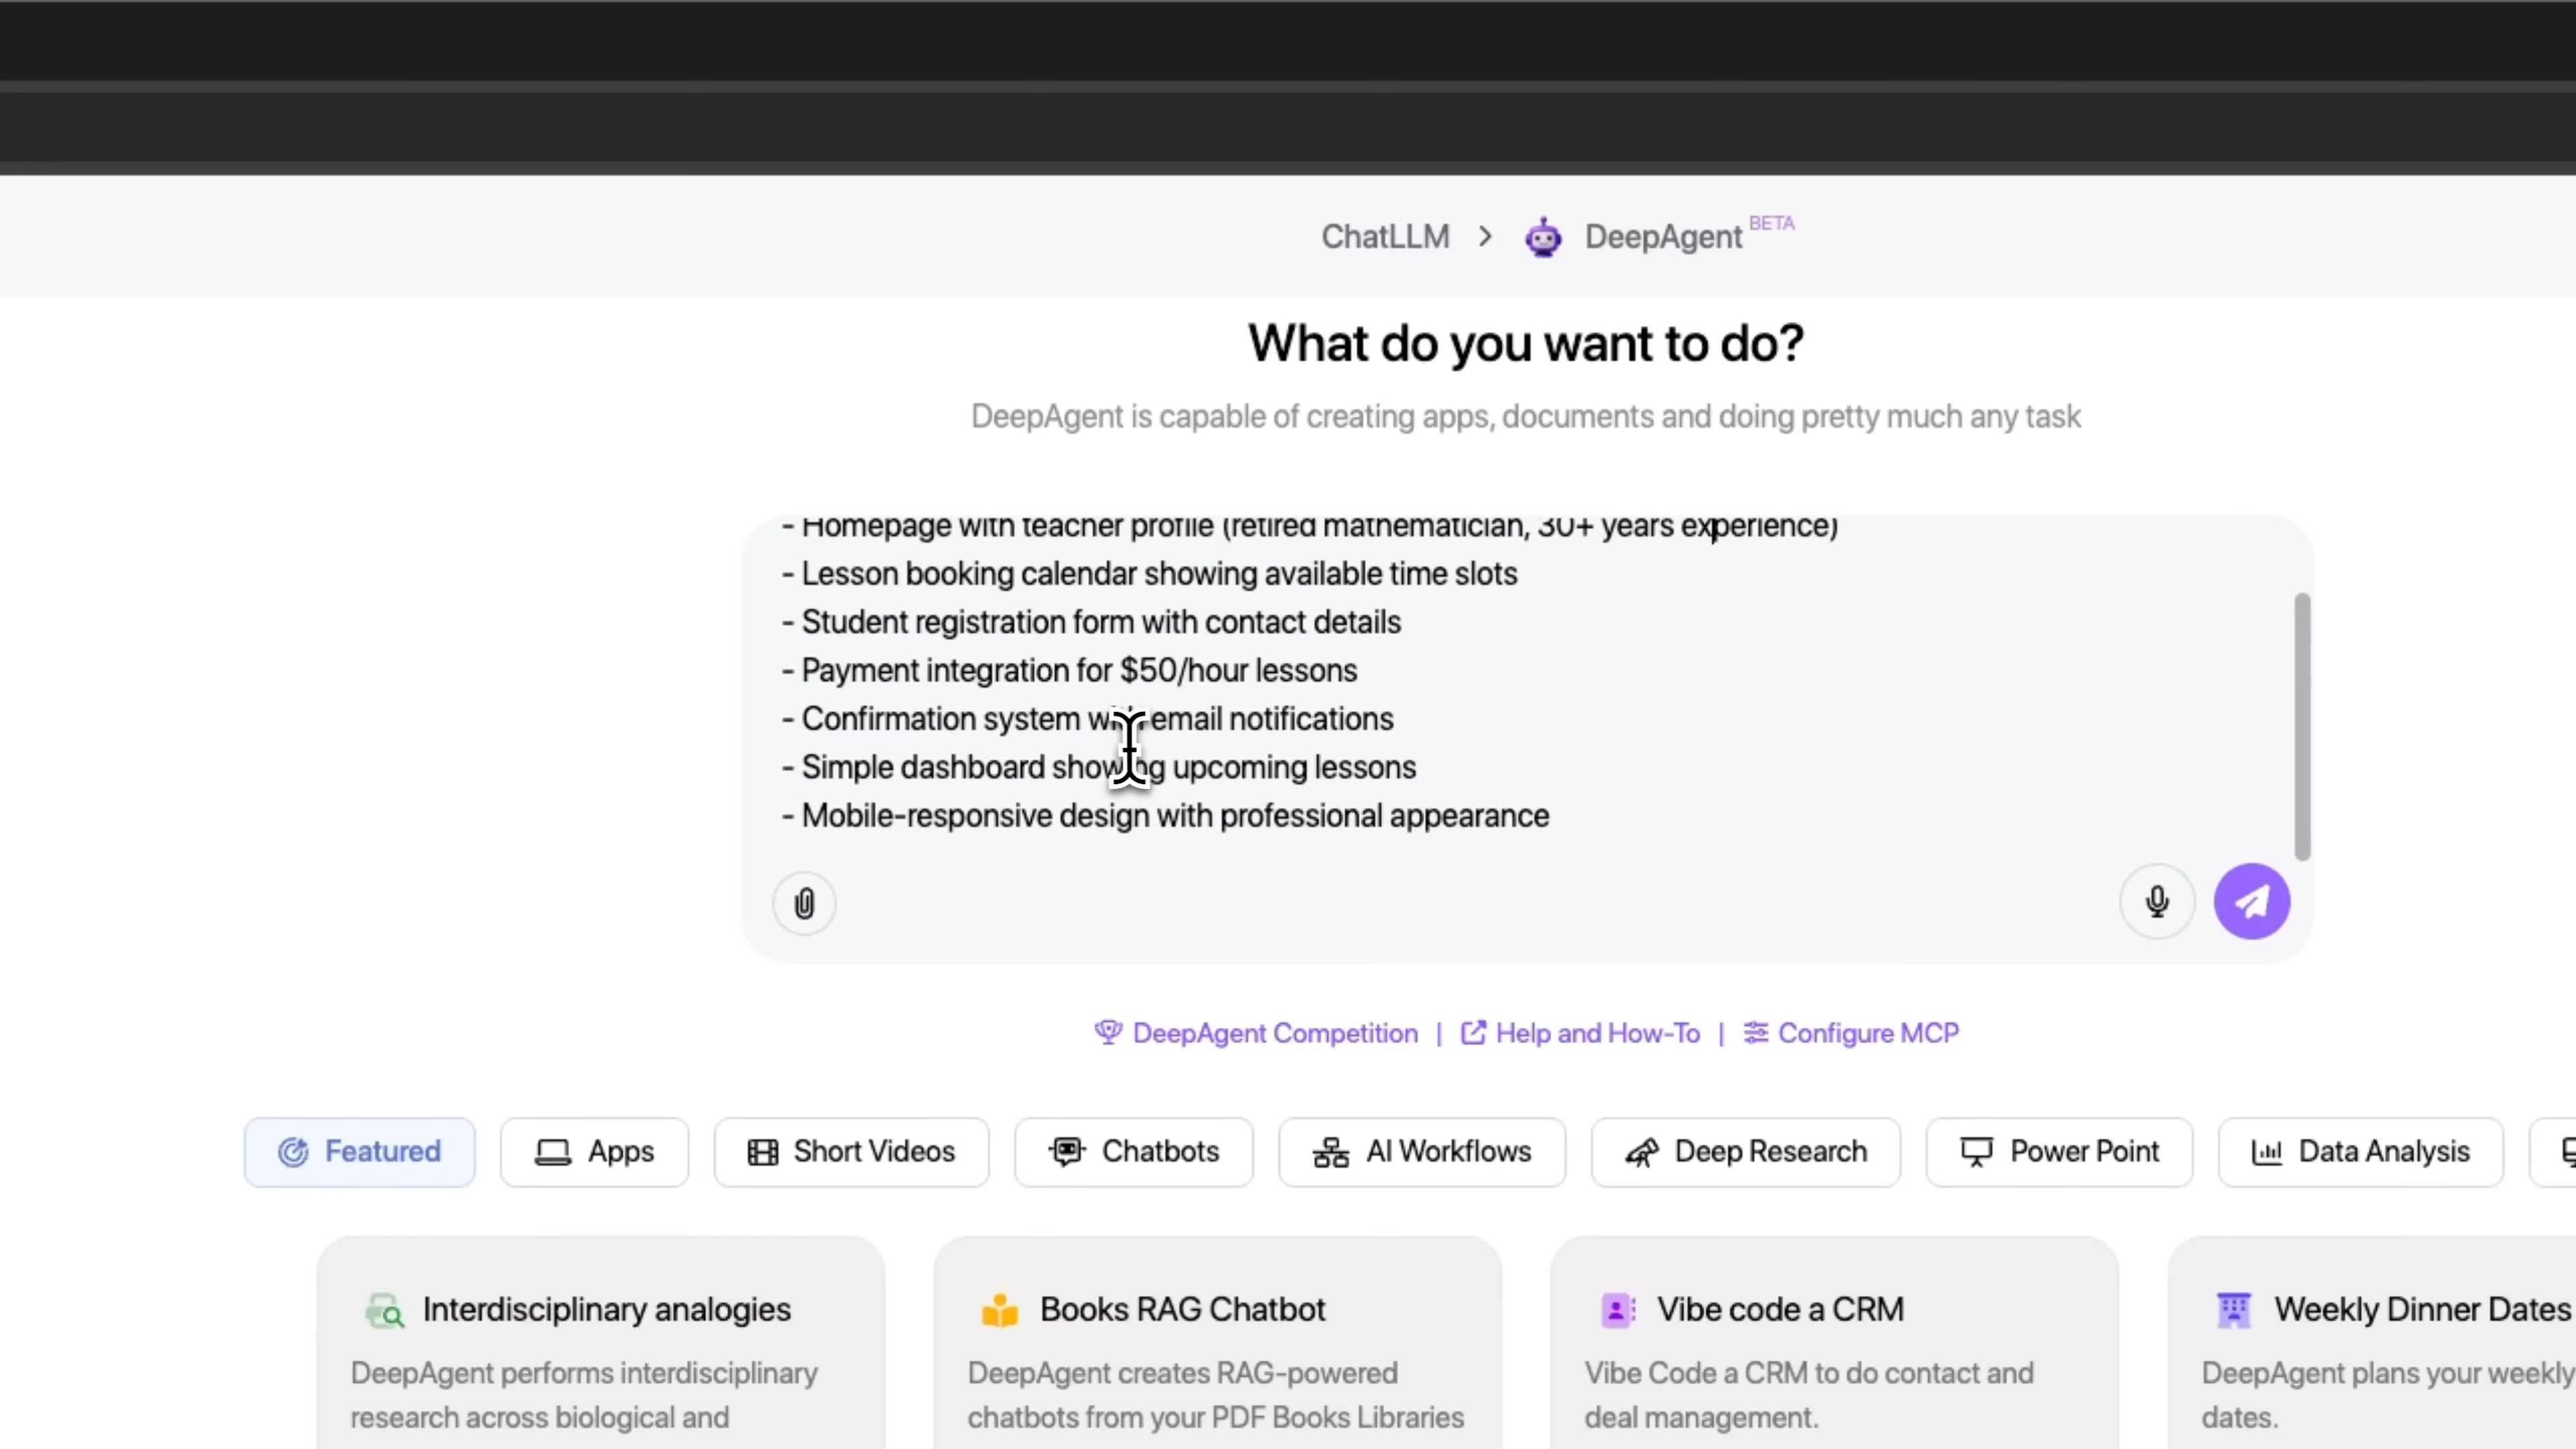 ChatLLM > DeepAgent BETA
What do you want to do?
DeepAgent is capable of creating apps, documents and doing pretty much any task
- Homepage with teacher profile (retired mathematician, 30+ years experience)
- Lesson booking calendar showing available time slots
- Student registration form with contact details
- Payment integration for $50/hour lessons
- Confirmation system with email notifications
- Simple dashboard showing upcoming lessons
- Mobile-responsive design with professional appearance
DeepAgent Competition | Help and How-To | Configure MCP
Featured Apps Short Videos Chatbots AI Workflows Deep Research Power Point Data Analysis
Interdisciplinary analogies
DeepAgent performs interdisciplinary
research across biological and
Books RAG Chatbot
DeepAgent creates RAG-powered
chatbots from your PDF Books Libraries
Vibe code a CRM
Vibe Code a CRM to do contact and
deal management.
Weekly Dinner Dates
DeepAgent plans your weekly
dates.